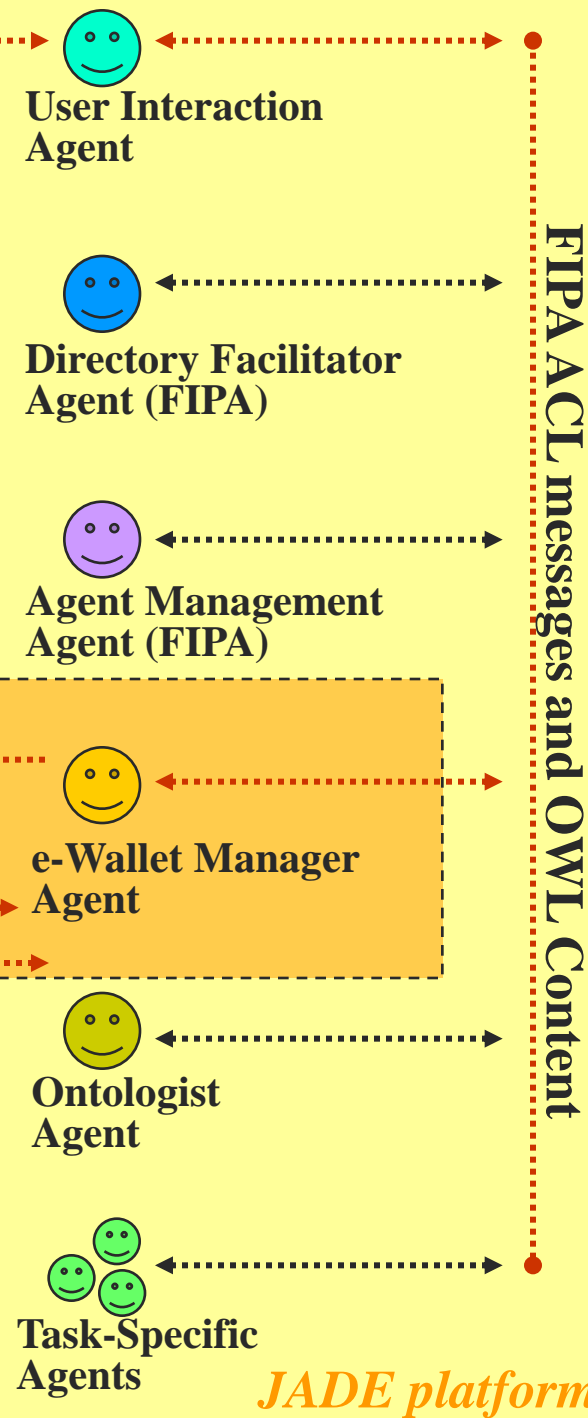 User Interaction
Agent
Directory Facilitator
Agent (FIPA)
Agent Management
Agent (FIPA)
e-Wallet Manager
Agent
Ontologist
Agent
Task-Specific
Agents
JADE platform
FIPA ACL messages and OWL Content